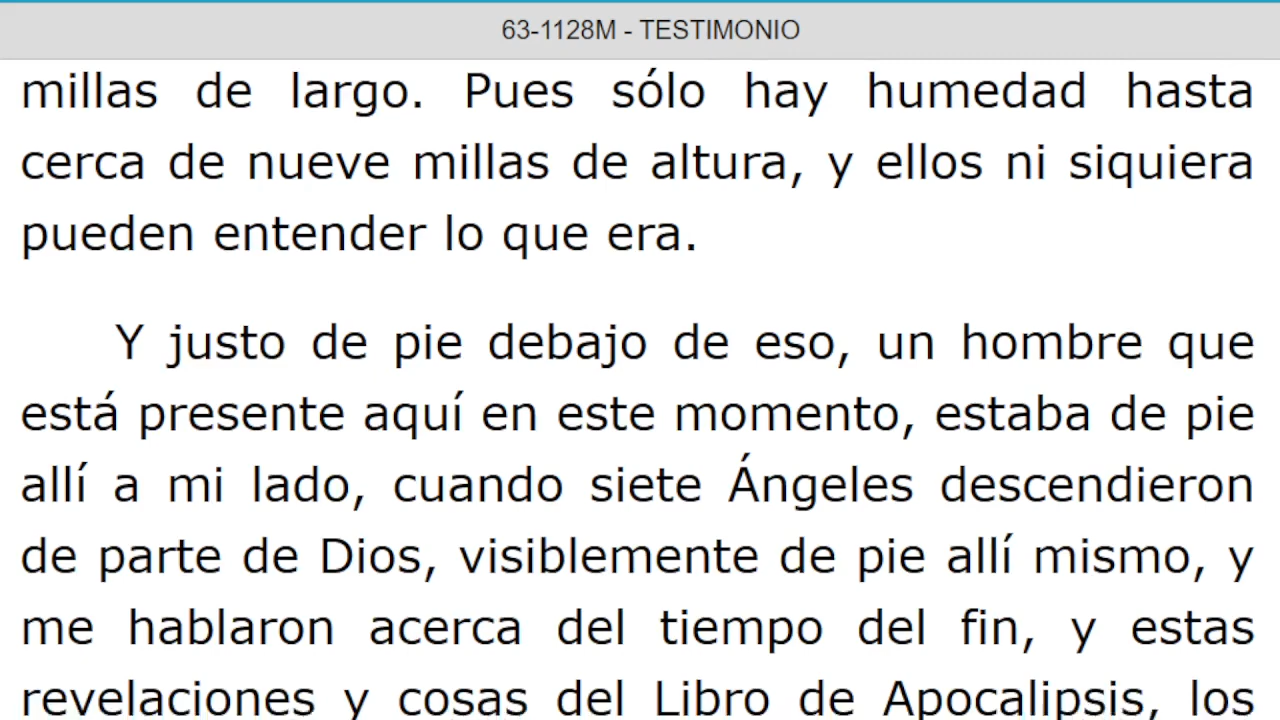 63-1128M - TESTIMONIO
millas de largo. Pues sólo hay humedad hasta
cerca de nueve millas de altura, y ellos ni siquiera
pueden entender lo que era.
Y justo de pie debajo de eso, un hombre que
está presente aquí en este momento, estaba de pie
allí a mi lado, cuando siete Ángeles descendieron
de parte de Dios, visiblemente de pie allí mismo, y
me hablaron acerca del tiempo del fin, y estas
revelaciones y cosas del Libro de Apocalipsis, los